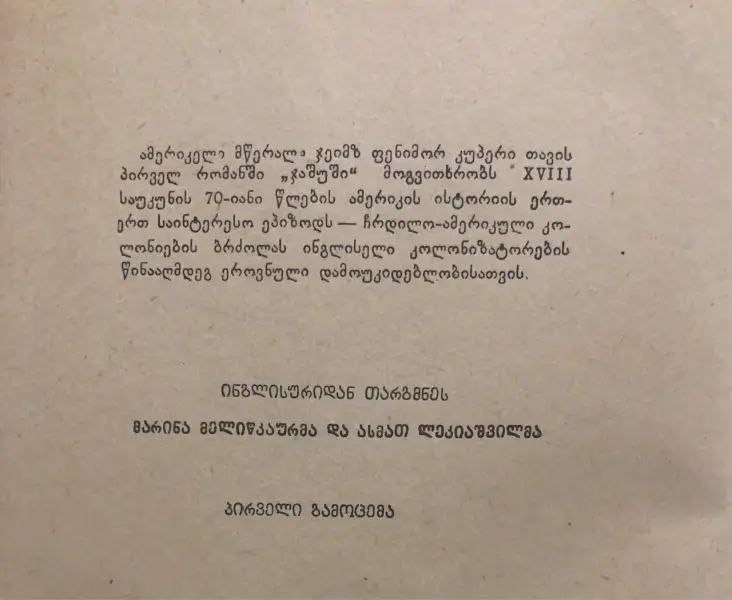 ამერიკელი მწერალი ჯეიმზ ფენიმორ კუპერი თავის
პირველ რომანში „ჯაშუში“ მოგვითხრობს XVIII
საუკუნის 70-იანი წლების ამერიკის ისტორიის ერთ-
ერთ საინტერესო ეპიზოდს — ჩრდილო-ამერიკული კო-
ლონიების ბრძოლას ინგლისელი კოლონიზატორების
წინააღმდეგ ეროვნული დამოუკიდებლობისათვის.
ინგლისურიდან თარგმნეს
მარინა მელიწკაურმა და ასმათ ლეკიაშვილმა
პირველი გამოცემა